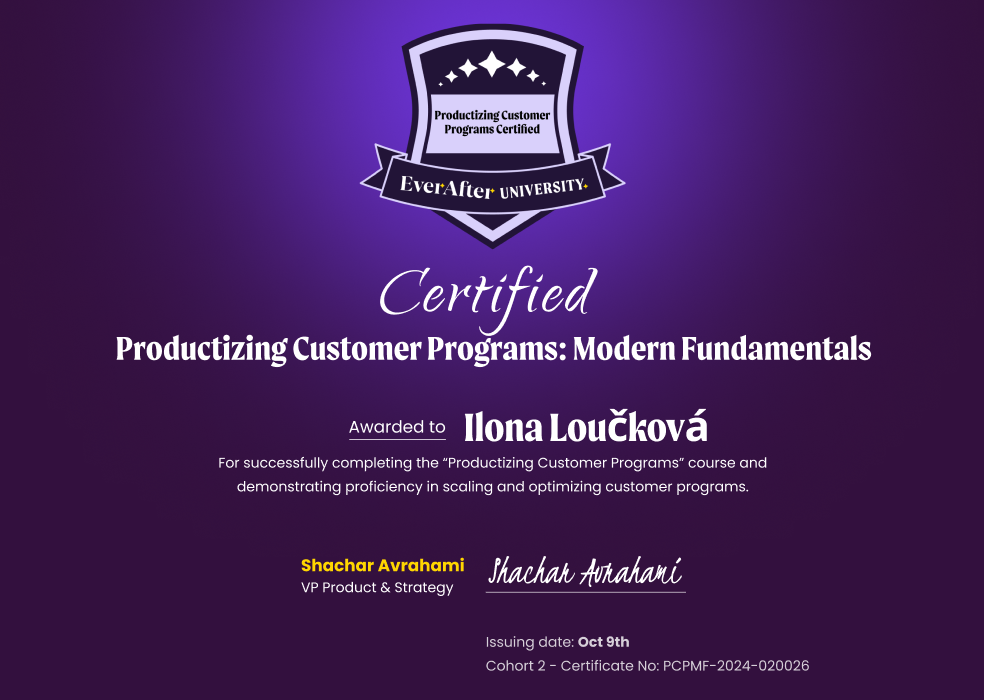 Productizing Customer
Programs Certified
EverAfter UNIVERSITY
Certified
Productizing Customer Programs: Modern Fundamentals
Awarded to Ilona Loučková
For successfully completing the “Productizing Customer Programs” course and
demonstrating proficiency in scaling and optimizing customer programs.
Shachar Avrahami
VP Product & Strategy
Shachar Avrahami
Issuing date: Oct 9th
Cohort 2 - Certificate No: PCPMF-2024-020026